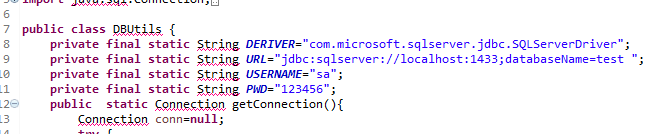 import java.sql.Connection;
6
7 public class DBUtils {
8 private final static String DERIVER="com.microsoft.sqlserver.jdbc.SQLServerDriver";
9 private final static String URL="jdbc:sqlserver://localhost:1433;databaseName=test ";
10 private final static String USERNAME="sa";
11 private final static String PWD="123456";
12 public static Connection getConnection(){
13 Connection conn=null;
try {